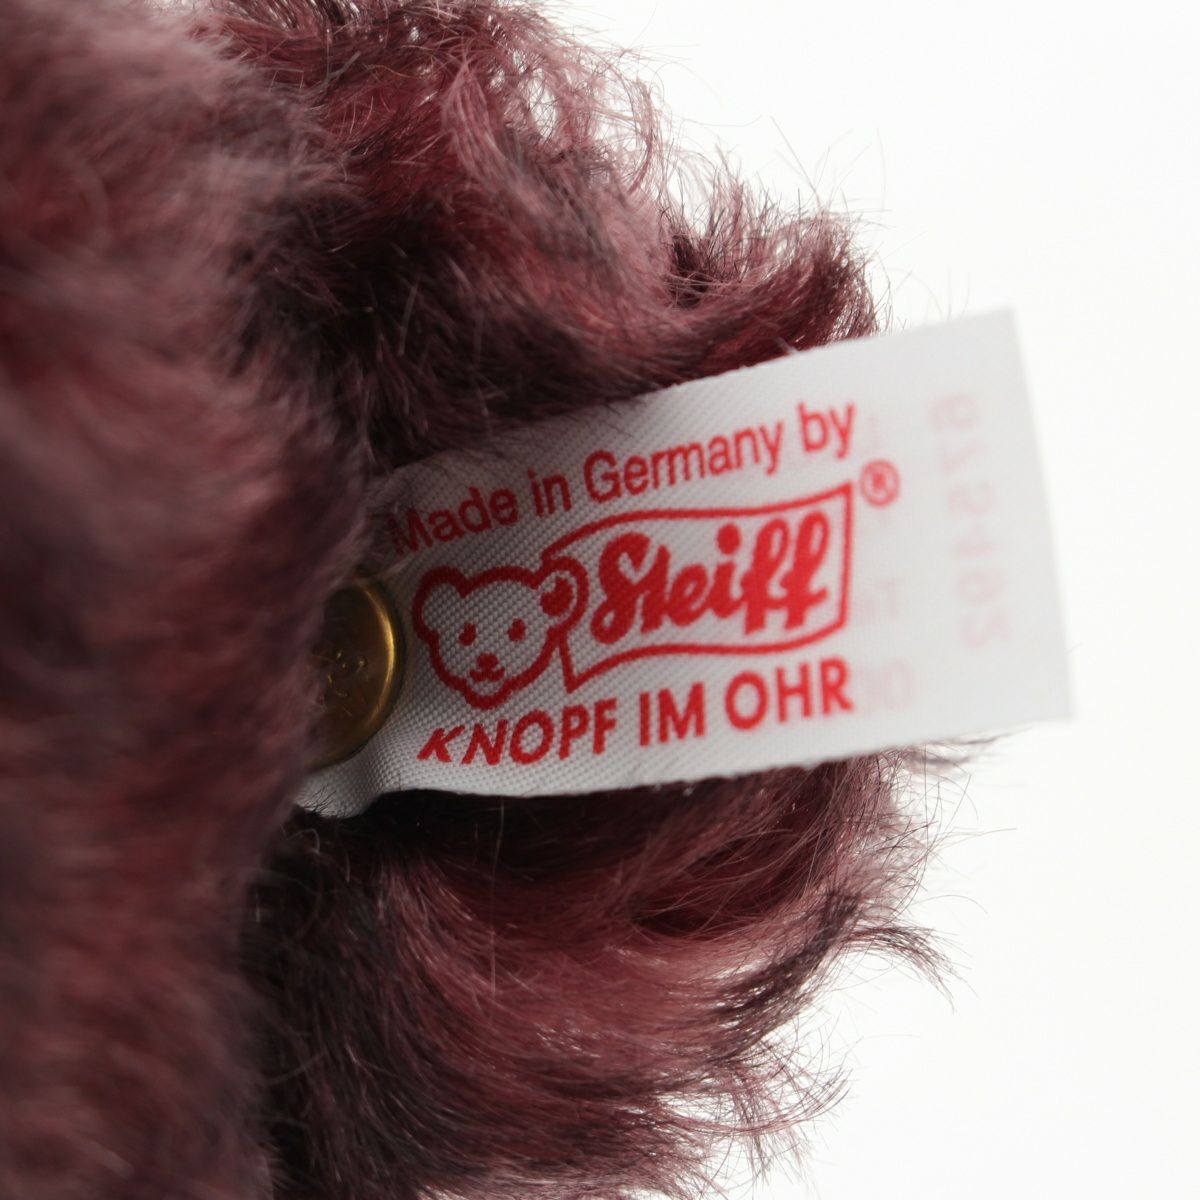 Made in Germany by
Steiff®
KNOPF IM OHR